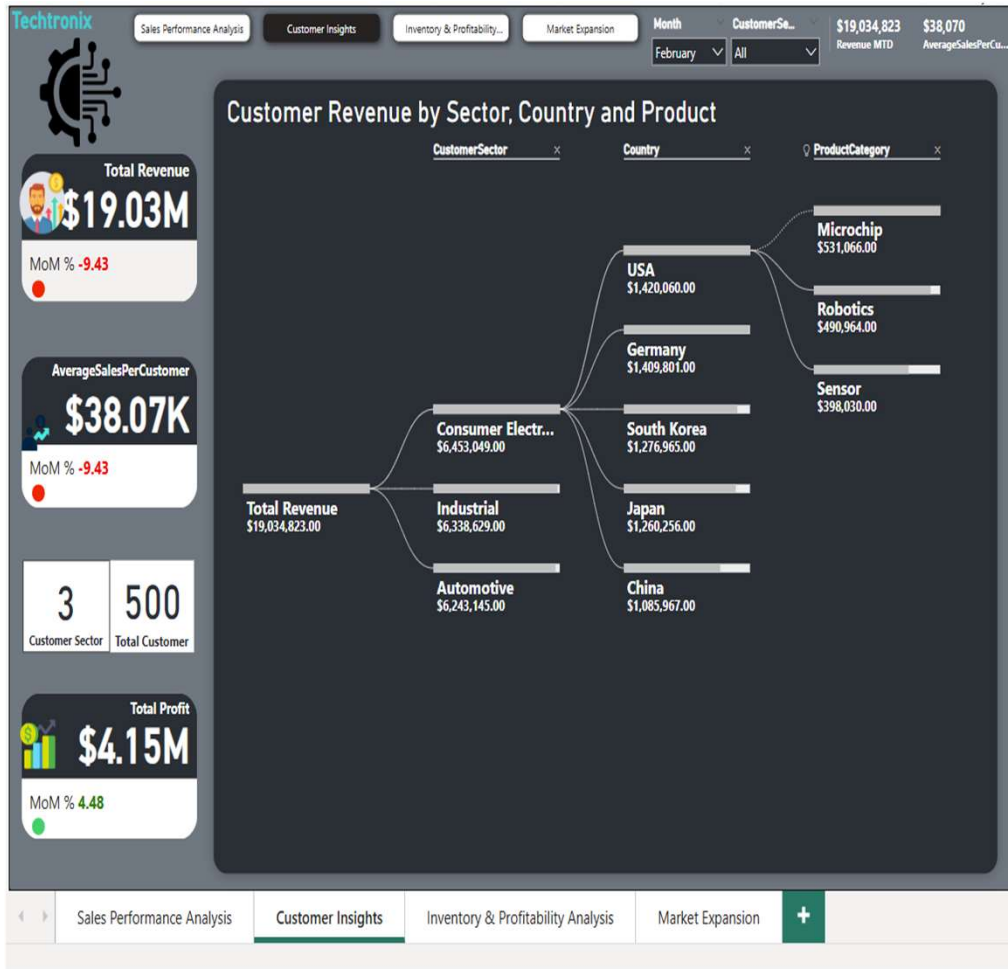 Techtronix
Sales Performance Analysis
Customer Insights
Inventory & Profitability...
Market Expansion
Month
February
CustomerSe...
All
$19,034,823
Revenue MTD
$38,070
AverageSalesPerCu...
Customer Revenue by Sector, Country and Product
CustomerSector x
Country x
ProductCategory x
Total Revenue
$19.03M
MoM % -9.43
AverageSalesPerCustomer
$38.07K
MoM % -9.43
3
Customer Sector
500
Total Customer
Total Profit
$4.15M
MoM % 4.48
Total Revenue
$19,034,823.00
Consumer Electr...
$6,453,049.00
Industrial
$6,338,629.00
Automotive
$6,243,145.00
USA
$1,420,060.00
Germany
$1,409,801.00
South Korea
$1,276,965.00
Japan
$1,260,256.00
China
$1,085,967.00
Microchip
$531,066.00
Robotics
$490,964.00
Sensor
$398,030.00
Sales Performance Analysis
Customer Insights
Inventory & Profitability Analysis
Market Expansion
+